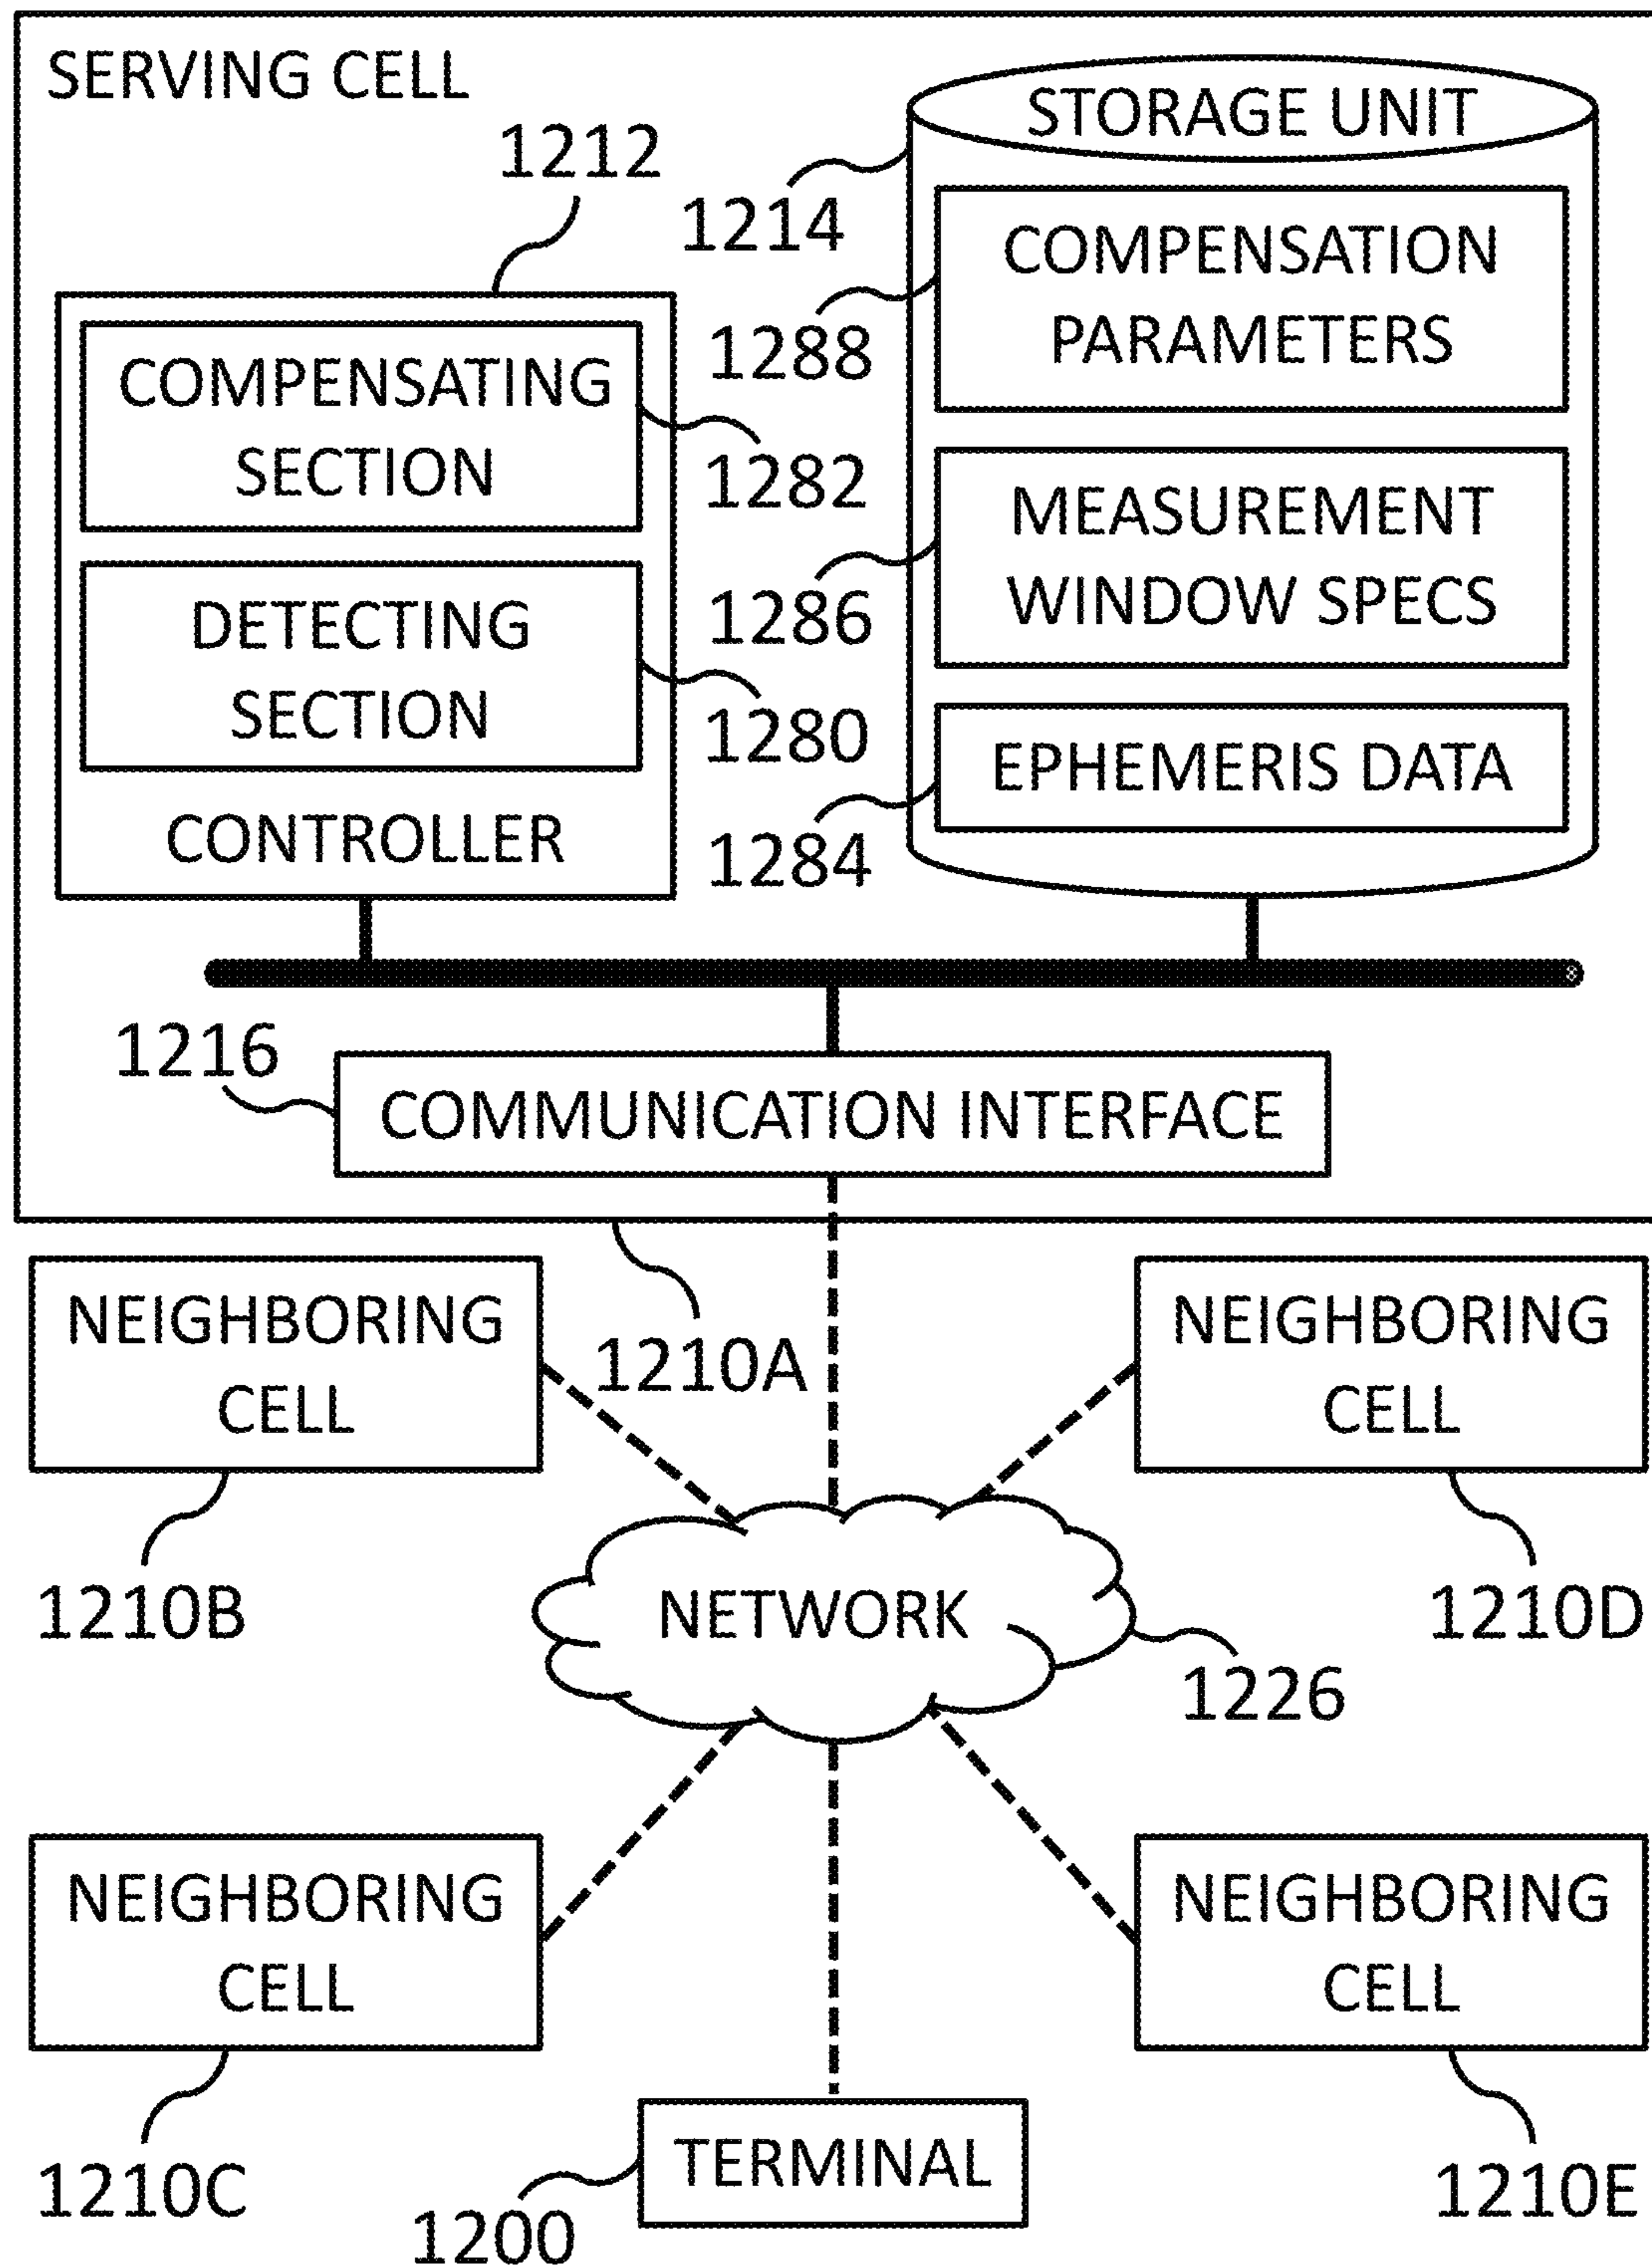 SERVING CELL
1212
STORAGE UNIT
1214
COMPENSATION
PARAMETERS
1288
COMPENSATING
SECTION
1282
MEASUREMENT
WINDOW SPECS
1286
DETECTING
SECTION
1280
EPHEMERIS DATA
1284
CONTROLLER
1216
COMMUNICATION INTERFACE
1210A
NEIGHBORING
CELL
1210B
NEIGHBORING
CELL
1210D
NETWORK
1226
NEIGHBORING
CELL
1210C
NEIGHBORING
CELL
1210E
TERMINAL
1200